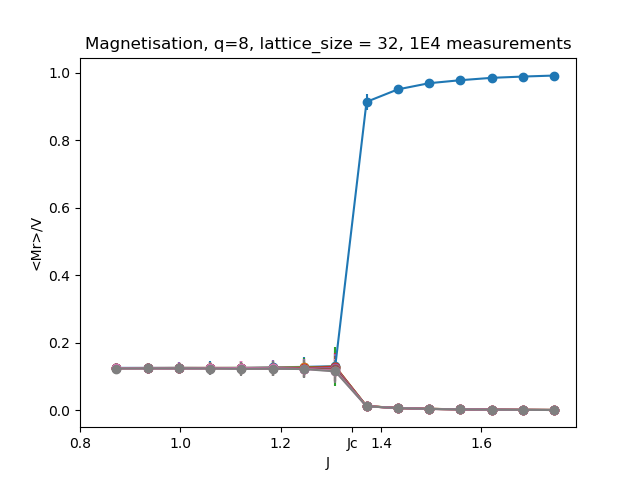 Magnetisation, q=8, lattice_size = 32, 1E4 measurements
1.0
0.8
0.6
0.4
0.2
0.0
<Mr>/V
0.8 1.0 1.2 Jc 1.4 1.6
J